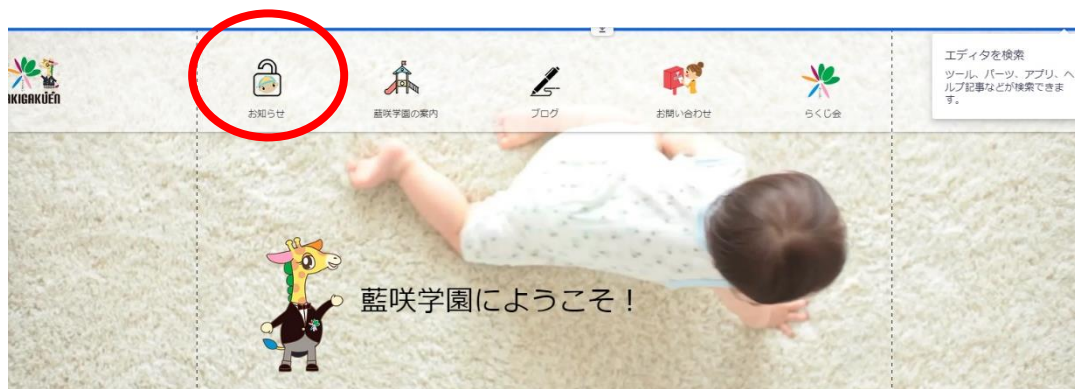 AKIGAKUEN
お知らせ
藍咲学園の案内
ブログ
お問い合わせ
らくじ会
エディタを検索
ツール、パーツ、アプリ、ヘ
ルプ記事などが検索できま
す。
藍咲学園にようこそ！